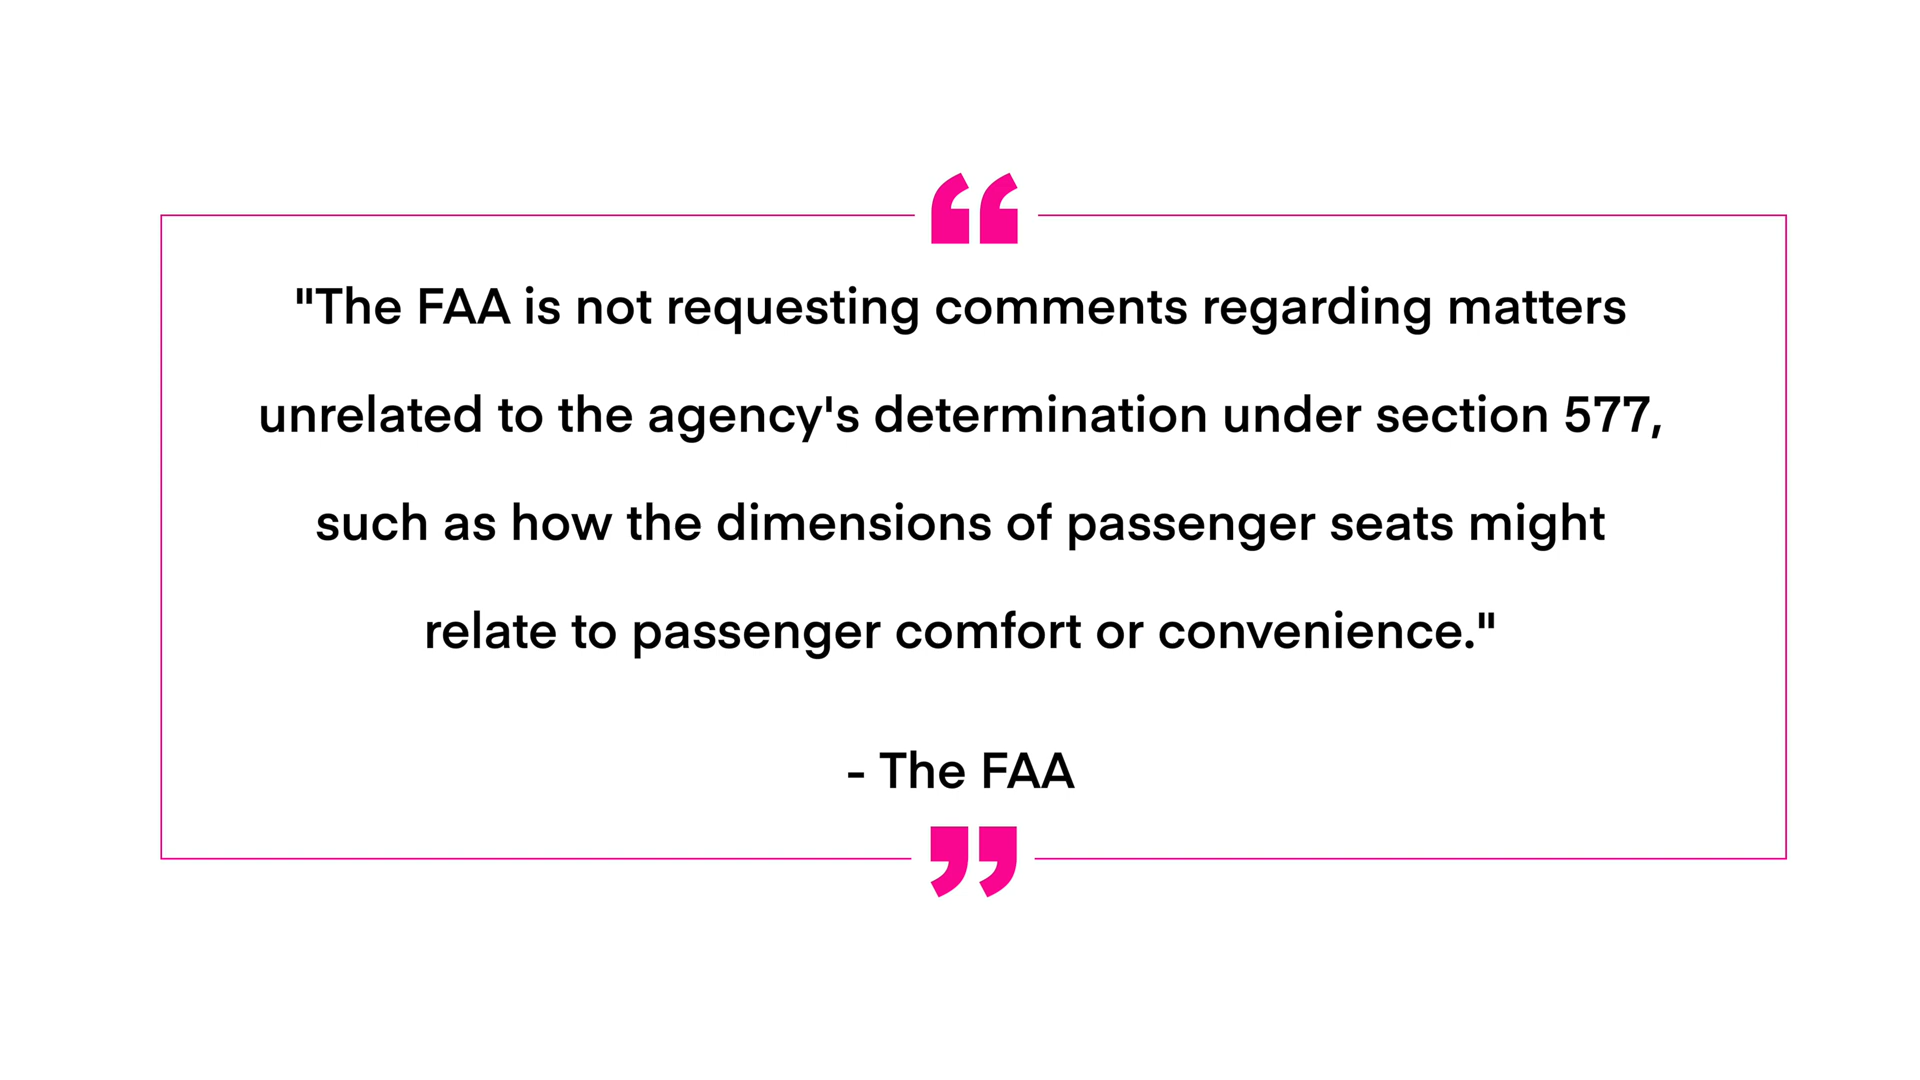 "The FAA is not requesting comments regarding matters
unrelated to the agency's determination under section 577,
such as how the dimensions of passenger seats might
relate to passenger comfort or convenience."
- The FAA